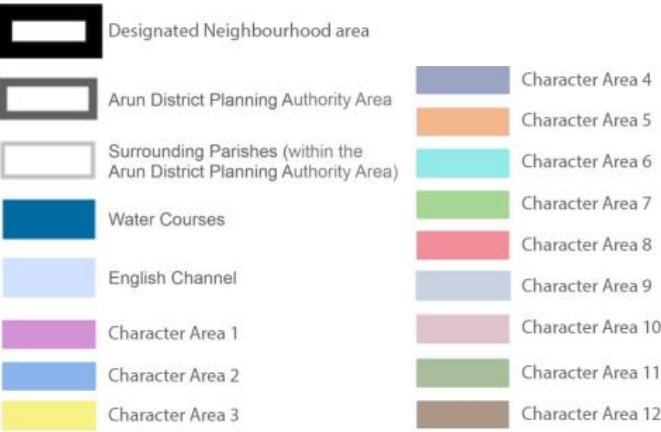 Designated Neighbourhood area
Arun District Planning Authority Area
Surrounding Parishes (within the
Arun District Planning Authority Area)
Water Courses
English Channel
Character Area 1
Character Area 2
Character Area 3
Character Area 4
Character Area 5
Character Area 6
Character Area 7
Character Area 8
Character Area 9
Character Area 10
Character Area 11
Character Area 12